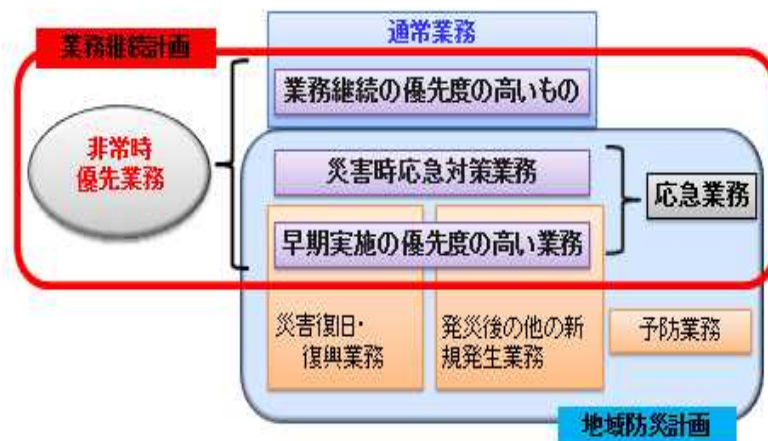 業務継続計画
通常業務
業務継続の優先度の高いもの
非常時
優先業務
災害時応急対策業務
応急業務
早期実施の優先度の高い業務
災害復旧・
復興業務
発災後の他の新
規発生業務
予防業務
地域防災計画